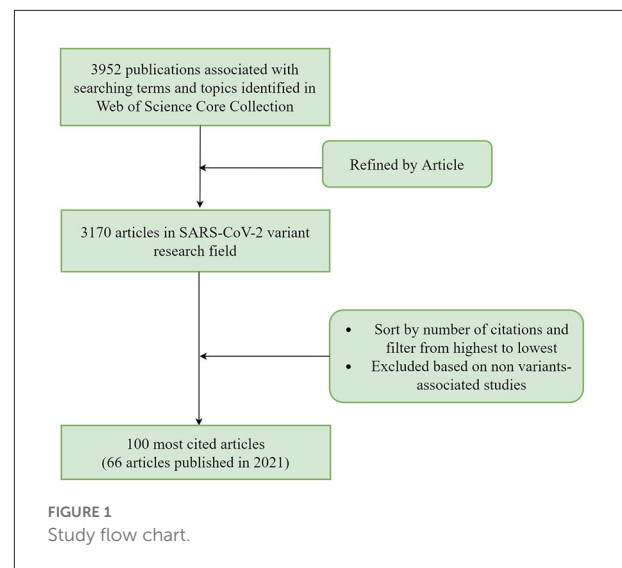 3952 publications associated with
searching terms and topics identified in
Web of Science Core Collection
Refined by Article
3170 articles in SARS-CoV-2 variant
research field
• Sort by number of citations and
filter from highest to lowest
• Excluded based on non variants-
associated studies
100 most cited articles
(66 articles published in 2021)
FIGURE 1
Study flow chart.